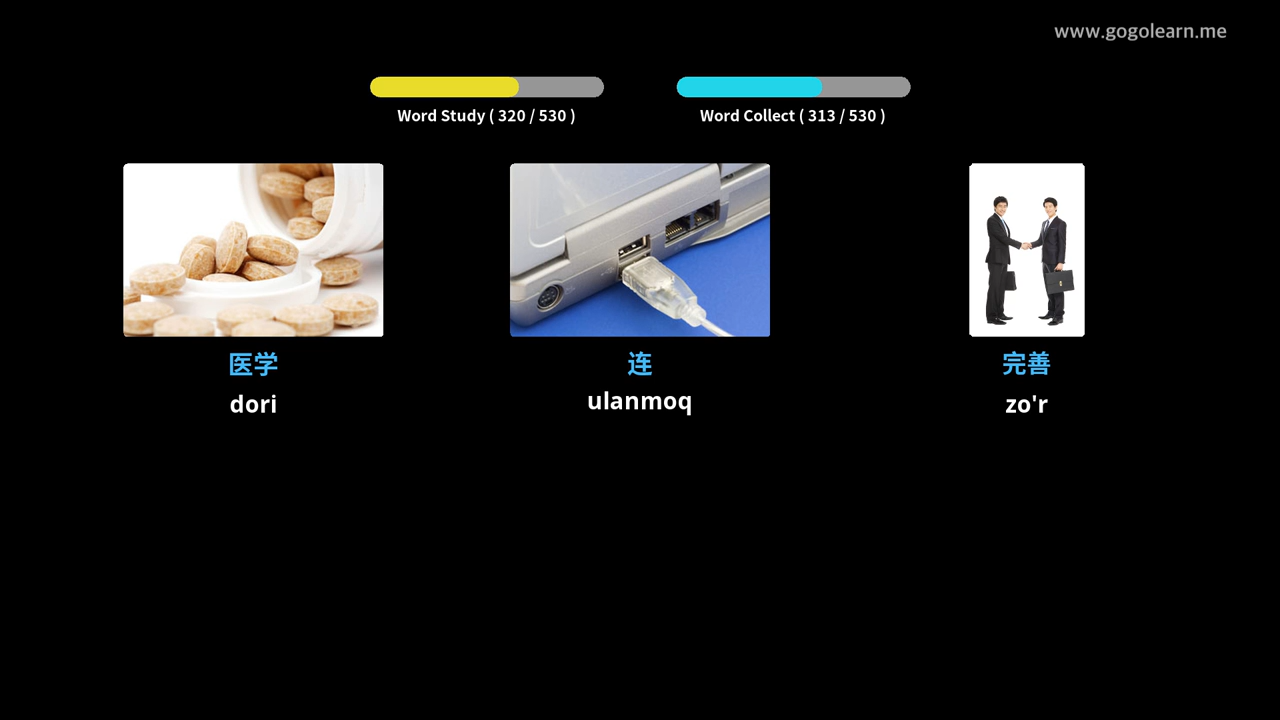 www.gogolearn.me
Word Study ( 320 / 530 )
Word Collect ( 313 / 530 )
医学
连
完善
dori
ulanmoq
zo'r